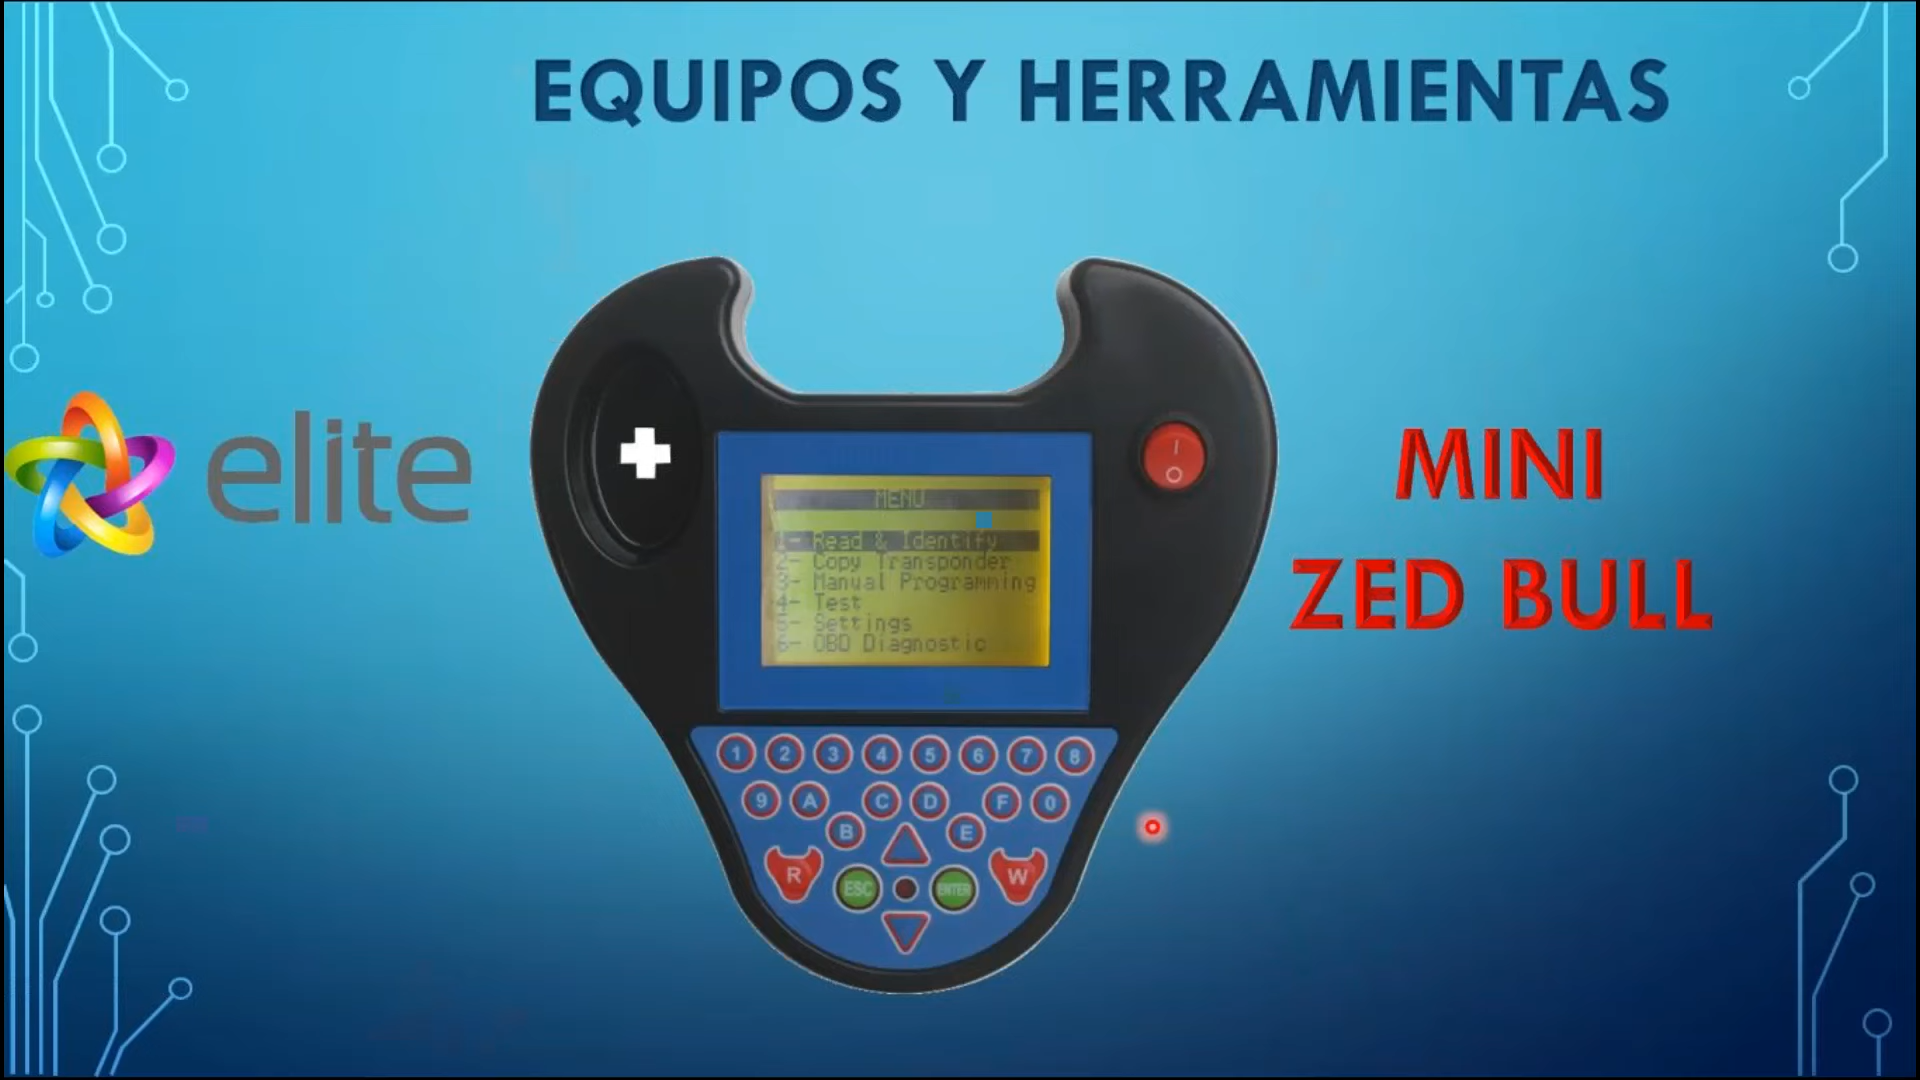 EQUIPOS Y HERRAMIENTAS
elite
MENU
1- Read & Identify
2- Copy Transponder
3- Manual Programming
4- Test
5- Settings
6- OBD Diagnostic
MINI
ZED BULL
1 2 3 4 5 6 7 8
9 A C D F 0
B E
R ESC ENTER W